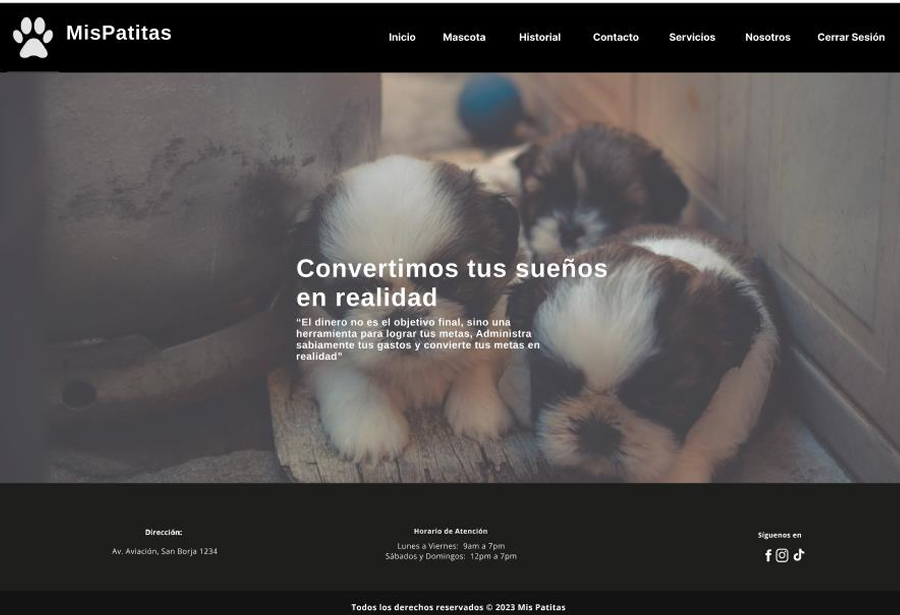 MisPatitas
Inicio Mascota Historial Contacto Servicios Nosotros Cerrar Sesión
Convertimos tus sueños
en realidad
“El dinero no es el objetivo final, sino una
herramienta para lograr tus metas, Administra
sabiamente tus gastos y convierte tus metas en
realidad”
Dirección:
Av. Aviación, San Borja 1234
Horario de Atención
Lunes a Viernes: 9am a 7pm
Sábados y Domingos: 12pm a 7pm
Síguenos en
Todos los derechos reservados © 2023 Mis Patitas